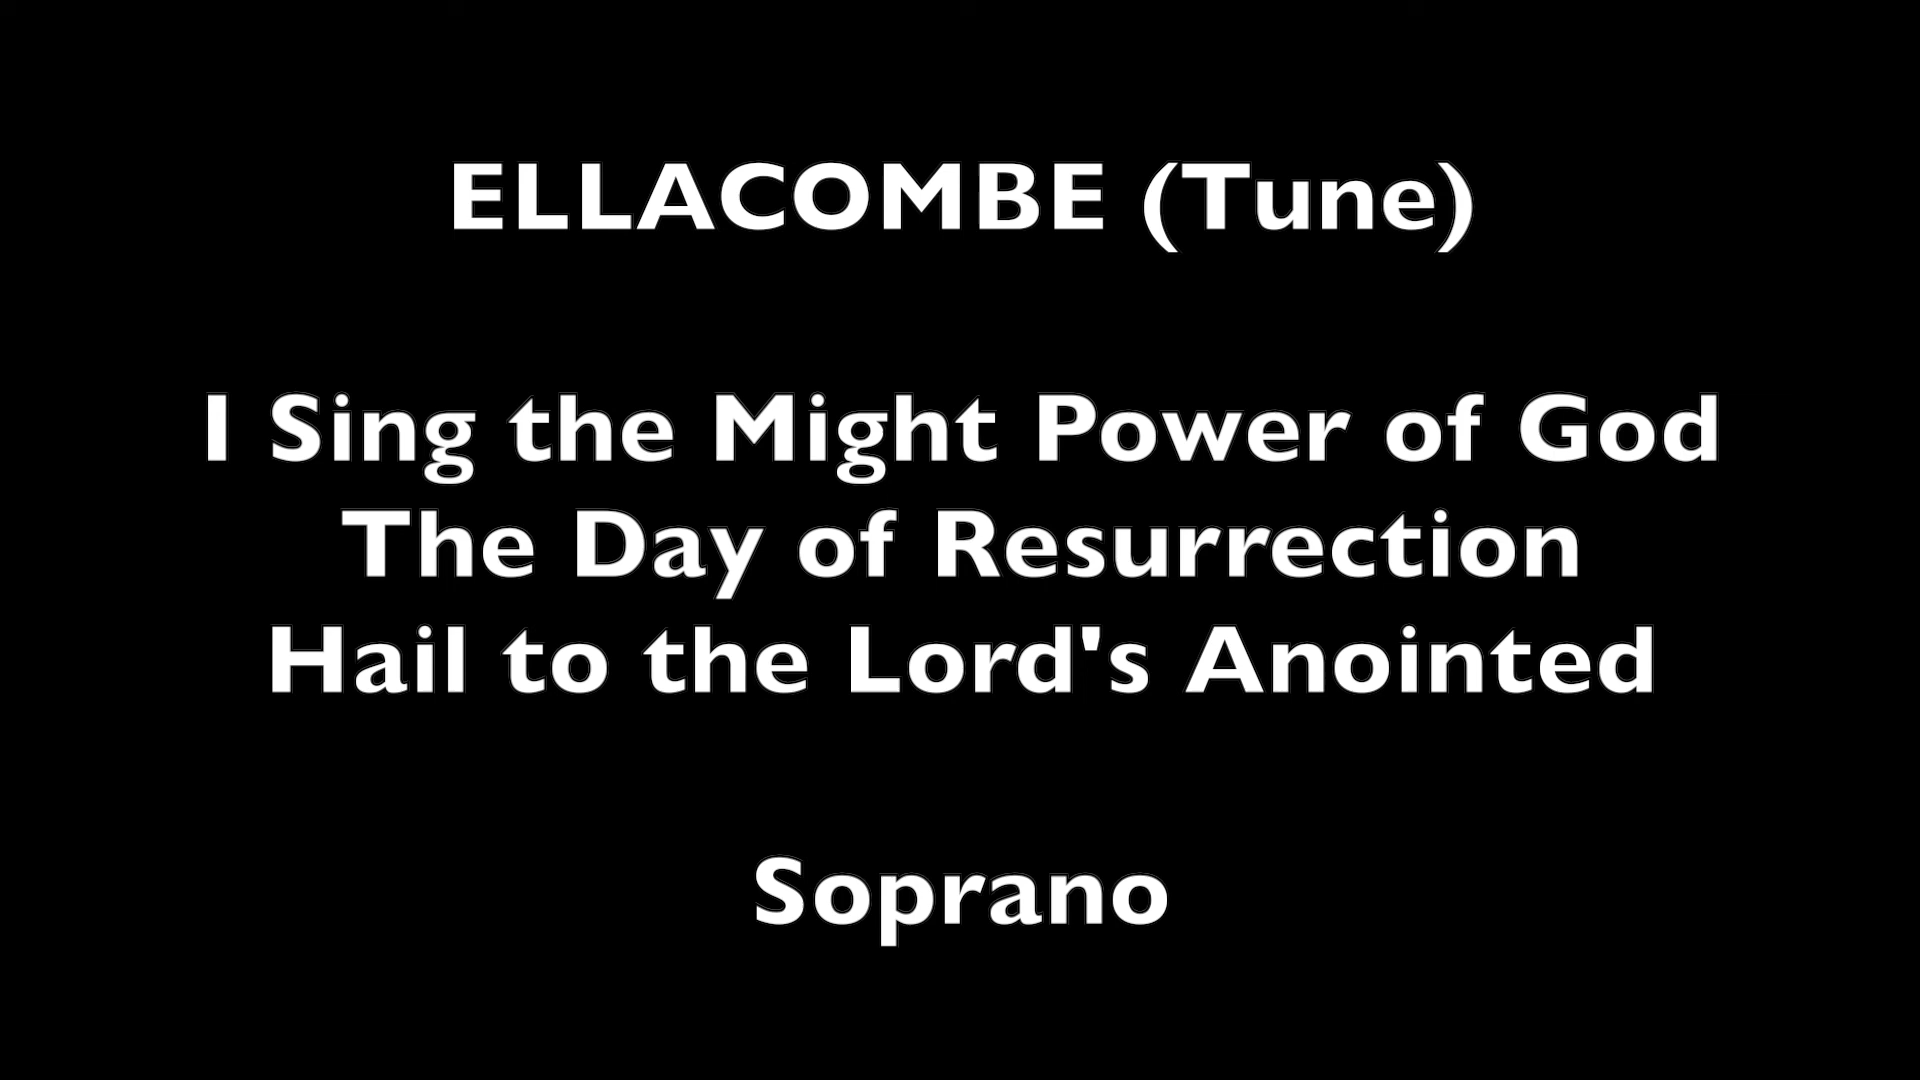 ELLACOMBE (Tune)
I Sing the Might Power of God
The Day of Resurrection
Hail to the Lord's Anointed
Soprano